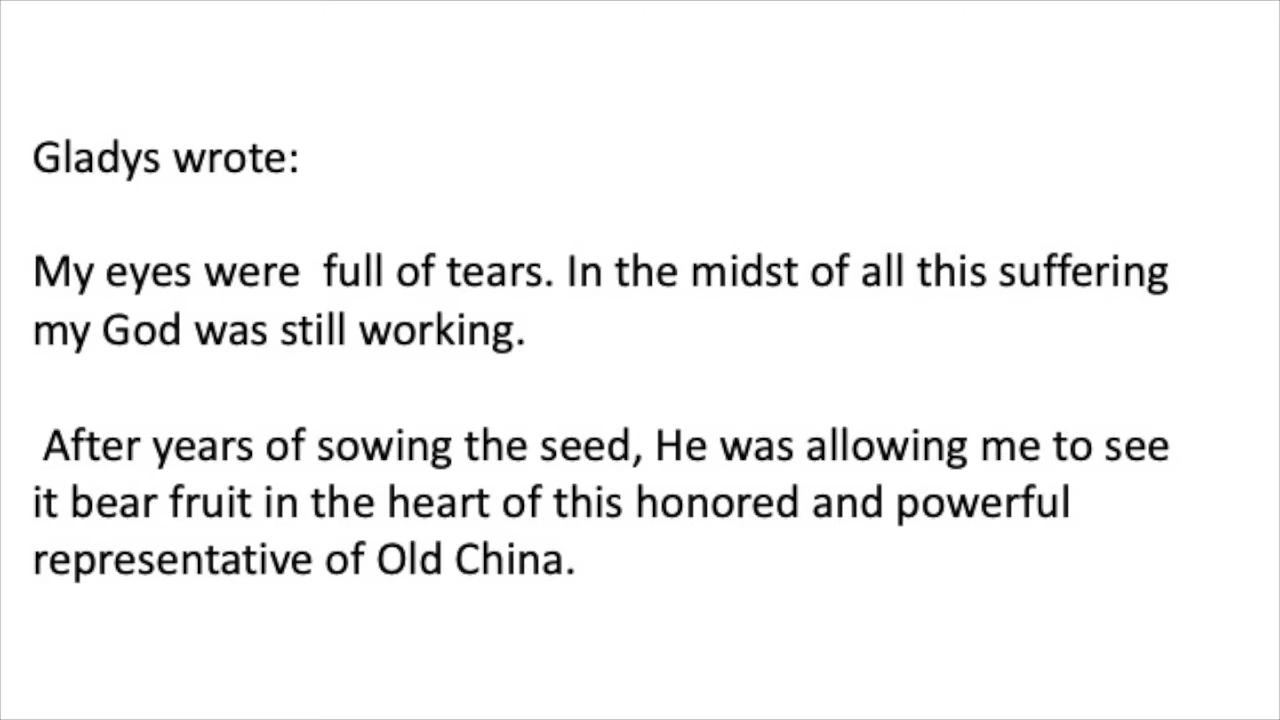 Gladys wrote:
My eyes were  full of tears. In the midst of all this suffering
my God was still working.
After years of sowing the seed, He was allowing me to see
it bear fruit in the heart of this honored and powerful
representative of Old China.